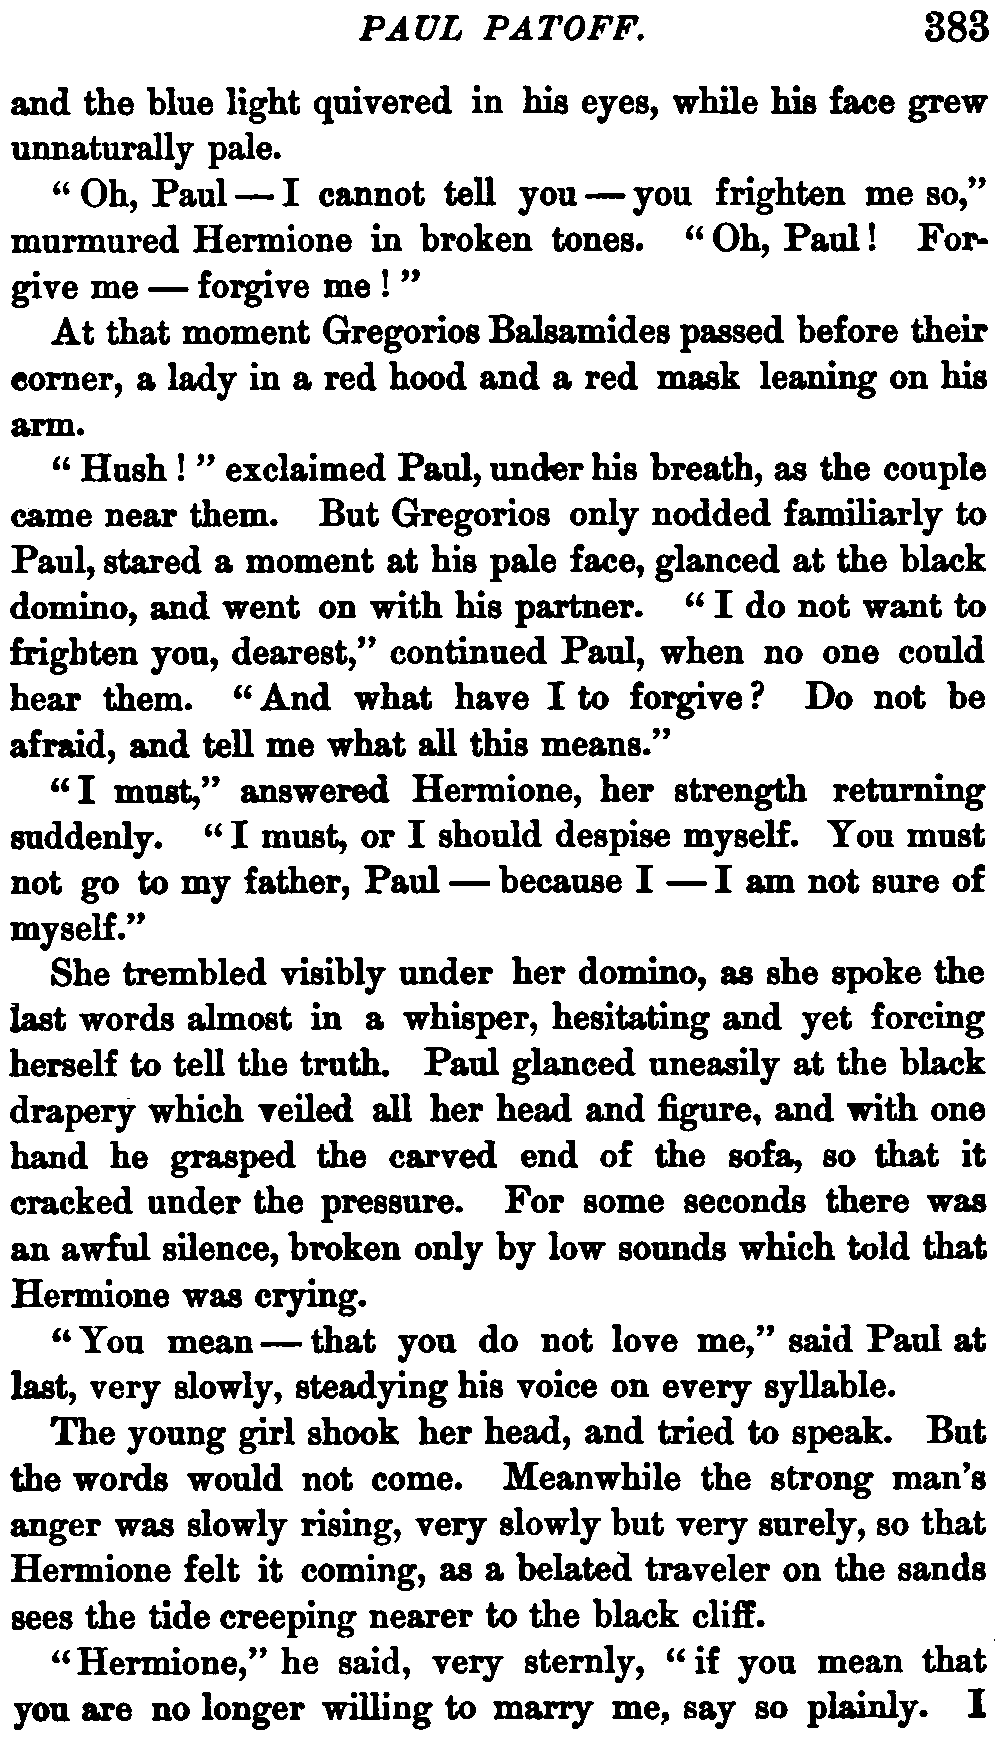 PAUL PATOFF. 383
and the blue light quivered in his eyes, while his face grew
unnaturally pale.
“Oh, Paul — I cannot tell you — you frighten me so,”
murmured Hermione in broken tones. “Oh, Paul! For-
give me — forgive me!”
At that moment Gregorios Balsamides passed before their
corner, a lady in a red hood and a red mask leaning on his
arm.
“Hush!” exclaimed Paul, under his breath, as the couple
came near them. But Gregorios only nodded familiarly to
Paul, stared a moment at his pale face, glanced at the black
domino, and went on with his partner. “I do not want to
frighten you, dearest,” continued Paul, when no one could
hear them. “And what have I to forgive? Do not be
afraid, and tell me what all this means.”
“I must,” answered Hermione, her strength returning
suddenly. “I must, or I should despise myself. You must
not go to my father, Paul — because I — I am not sure of
myself.”
She trembled visibly under her domino, as she spoke the
last words almost in a whisper, hesitating and yet forcing
herself to tell the truth. Paul glanced uneasily at the black
drapery which veiled all her head and figure, and with one
hand he grasped the carved end of the sofa, so that it
cracked under the pressure. For some seconds there was
an awful silence, broken only by low sounds which told that
Hermione was crying.
“You mean — that you do not love me,” said Paul at
last, very slowly, steadying his voice on every syllable.
The young girl shook her head, and tried to speak. But
the words would not come. Meanwhile the strong man’s
anger was slowly rising, very slowly but very surely, so that
Hermione felt it coming, as a belated traveler on the sands
sees the tide creeping nearer to the black cliff.
“Hermione,” he said, very sternly, “if you mean that
you are no longer willing to marry me, say so plainly. I